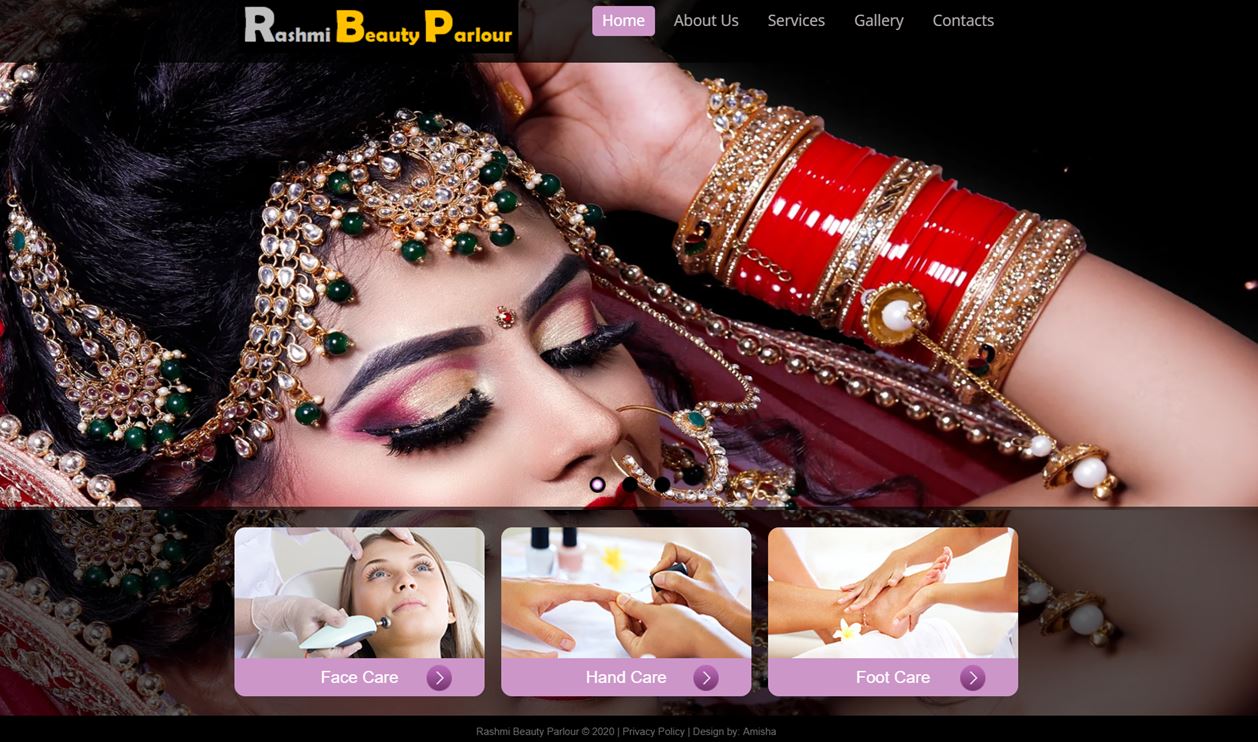 Rashmi Beauty Parlour
Home About Us Services Gallery Contacts
Face Care
Hand Care
Foot Care
Rashmi Beauty Parlour © 2020 | Privacy Policy | Design by: Amisha